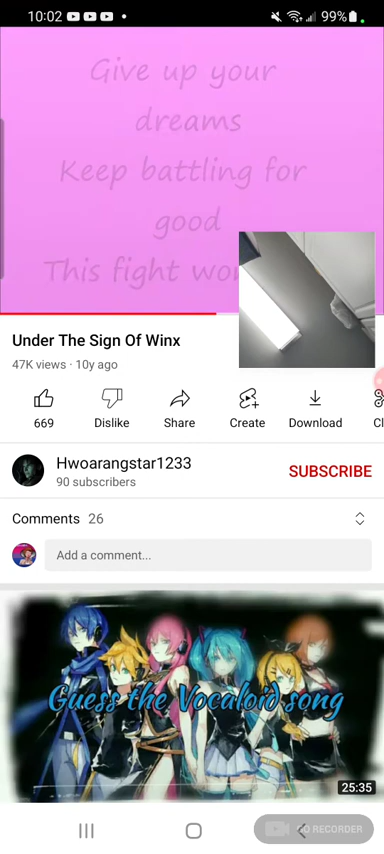 10:02
99%
Give up your
dreams
Keep battling for
good
This fight
Under The Sign Of Winx
47K views · 10y ago
669
Dislike
Share
Create
Download
Hwoarangstar1233
90 subscribers
SUBSCRIBE
Comments 26
Add a comment...
Guess the Vocaloid song
25:35
GO RECORDER